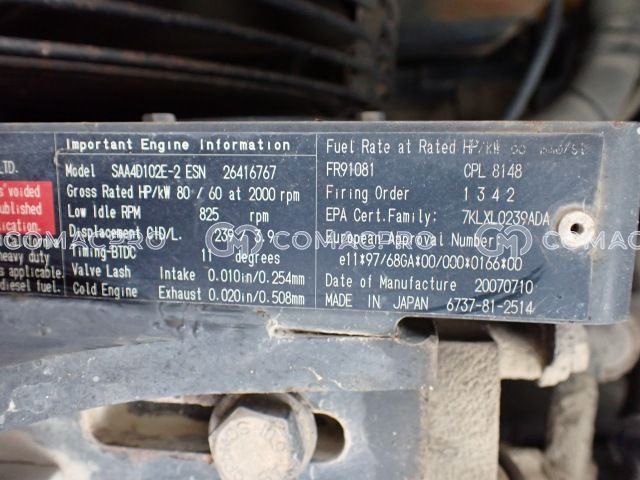 LTD.
s' voided
published
ication.
heavy duty
s applicable.
diesel fuel.
Important Engine Information
Model SAA4D102E-2 ESN 26416767
Gross Rated HP/kW 80 / 60 at 2000 rpm
Low Idle RPM 825 rpm
Displacement CID/L. 239 / 3.9
Timing-BTDC 11 degrees
Valve Lash Intake 0.010in/0.254mm
Cold Engine Exhaust 0.020in/0.508mm
Fuel Rate at Rated HP/kW
FR91081 CPL 8148
Firing Order 1 3 4 2
EPA Cert.Family: 7KLXL0239ADA
European Approval Number
e11*97/68GA*00/000*0166*00
Date of Manufacture 20070710
MADE IN JAPAN 6737-81-2514
COMACPRO
COMACPRO
COMACPRO